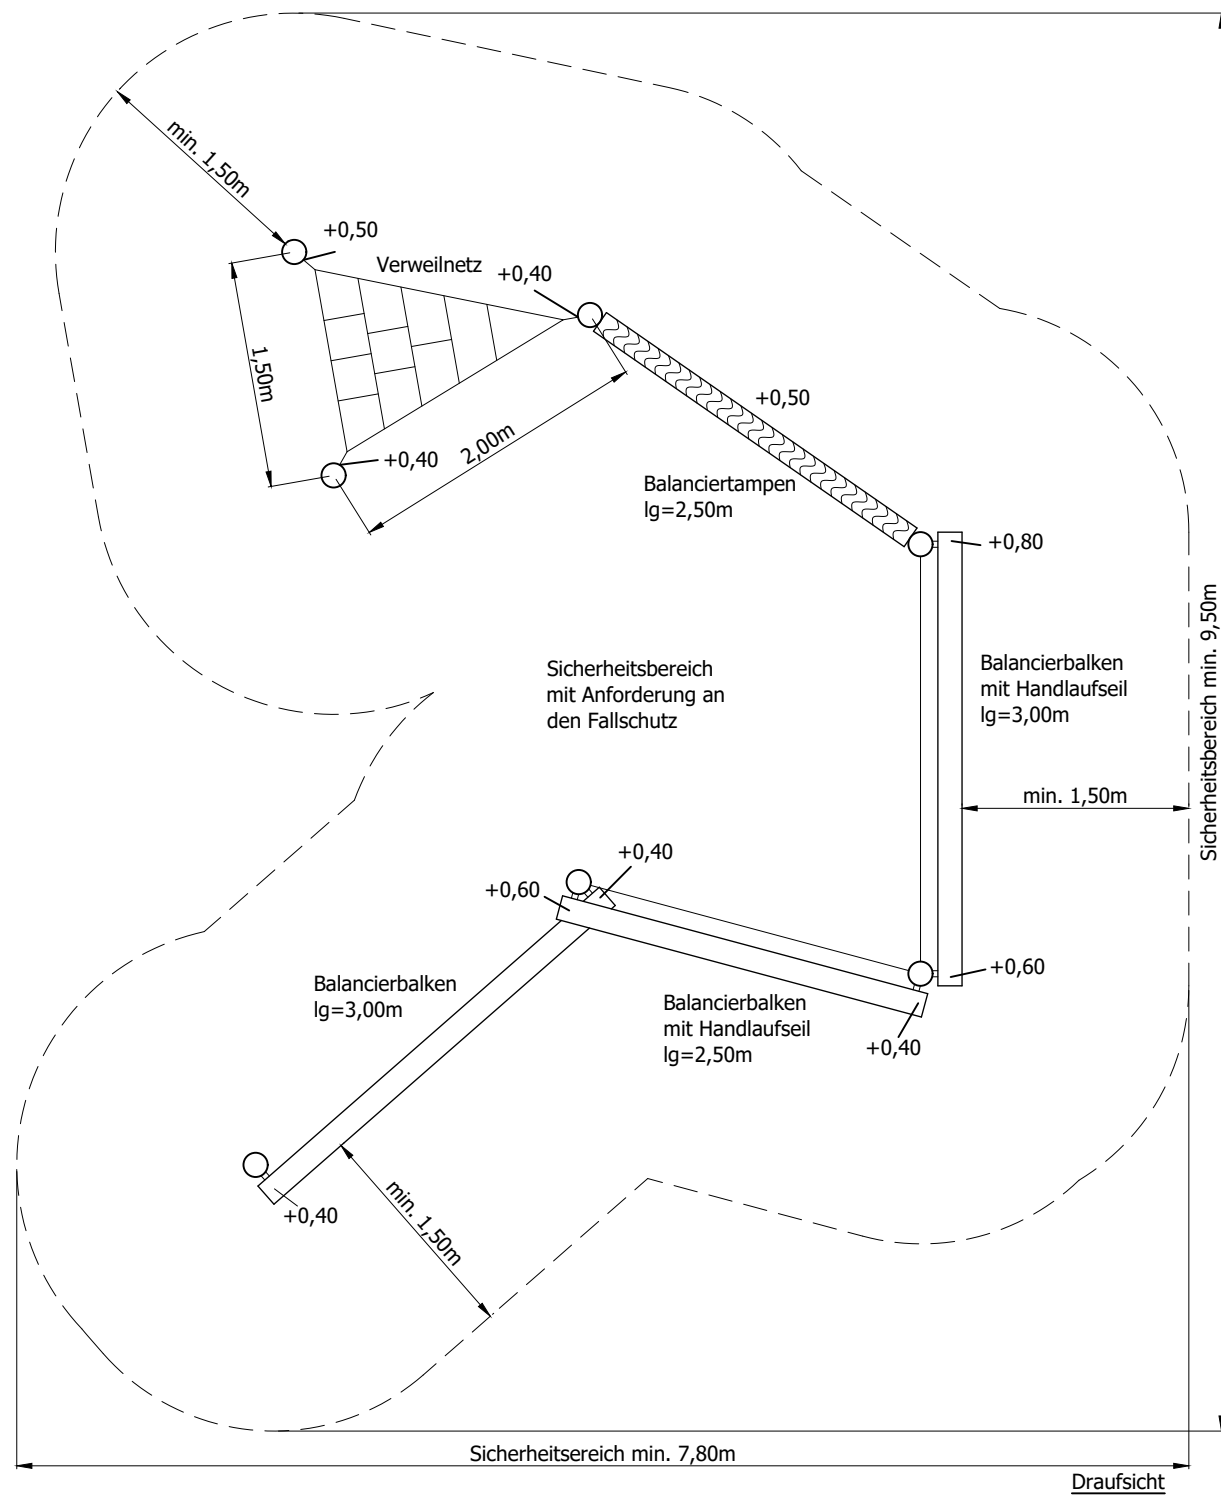 min. 1,50m
+0,50
Verweilnetz
+0,40
1,50m
+0,50
2,00m
+0,40
Balanciertampen
lg=2,50m
+0,80
Sicherheitsbereich min. 9,50m
Sicherheitsbereich
mit Anforderung an
den Fallschutz
Balancierbalken
mit Handlaufseil
lg=3,00m
min. 1,50m
+0,40
+0,60
+0,60
Balancierbalken
lg=3,00m
Balancierbalken
mit Handlaufseil
lg=2,50m
+0,40
min. 1,50m
+0,40
Sicherheitsereich min. 7,80m
Draufsicht